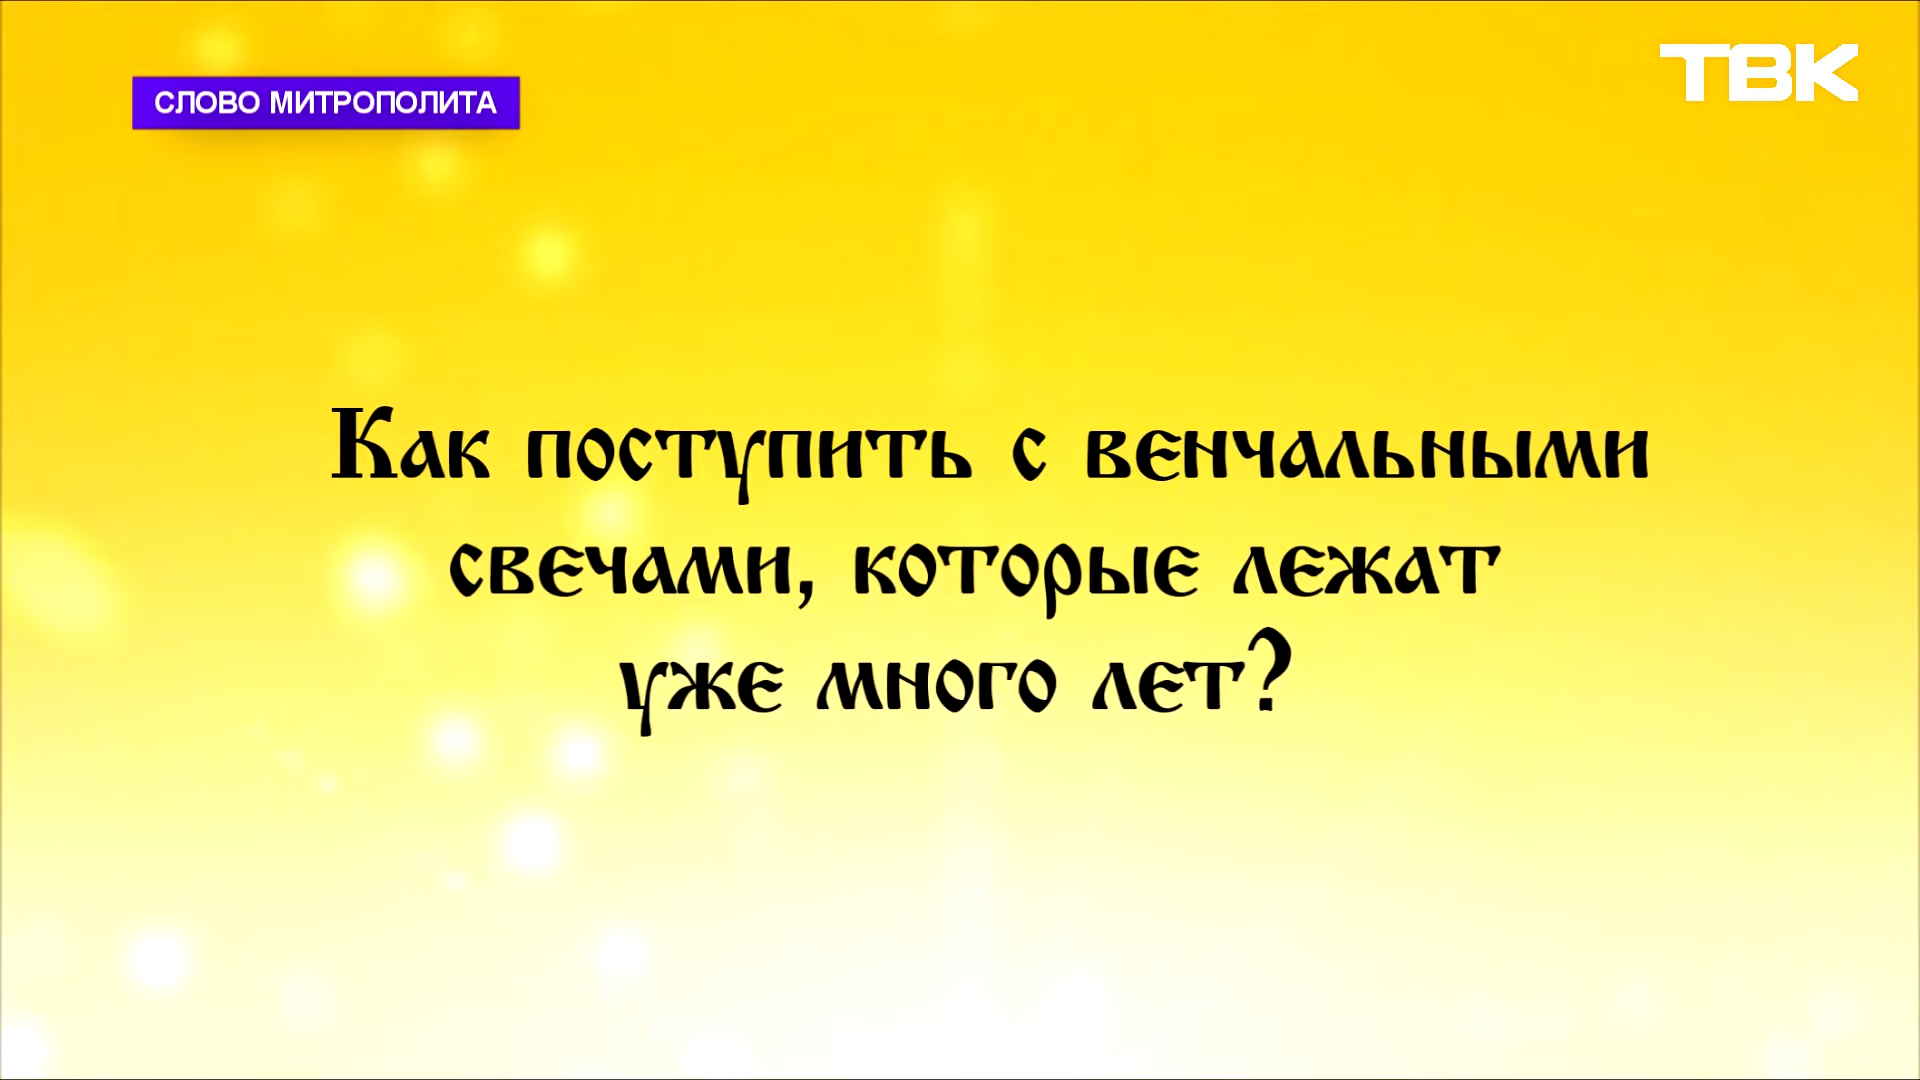 СЛОВО МИТРОПОЛИТА
ТВК
Как поступить с венчальными
свечами, которые лежат
уже много лет?